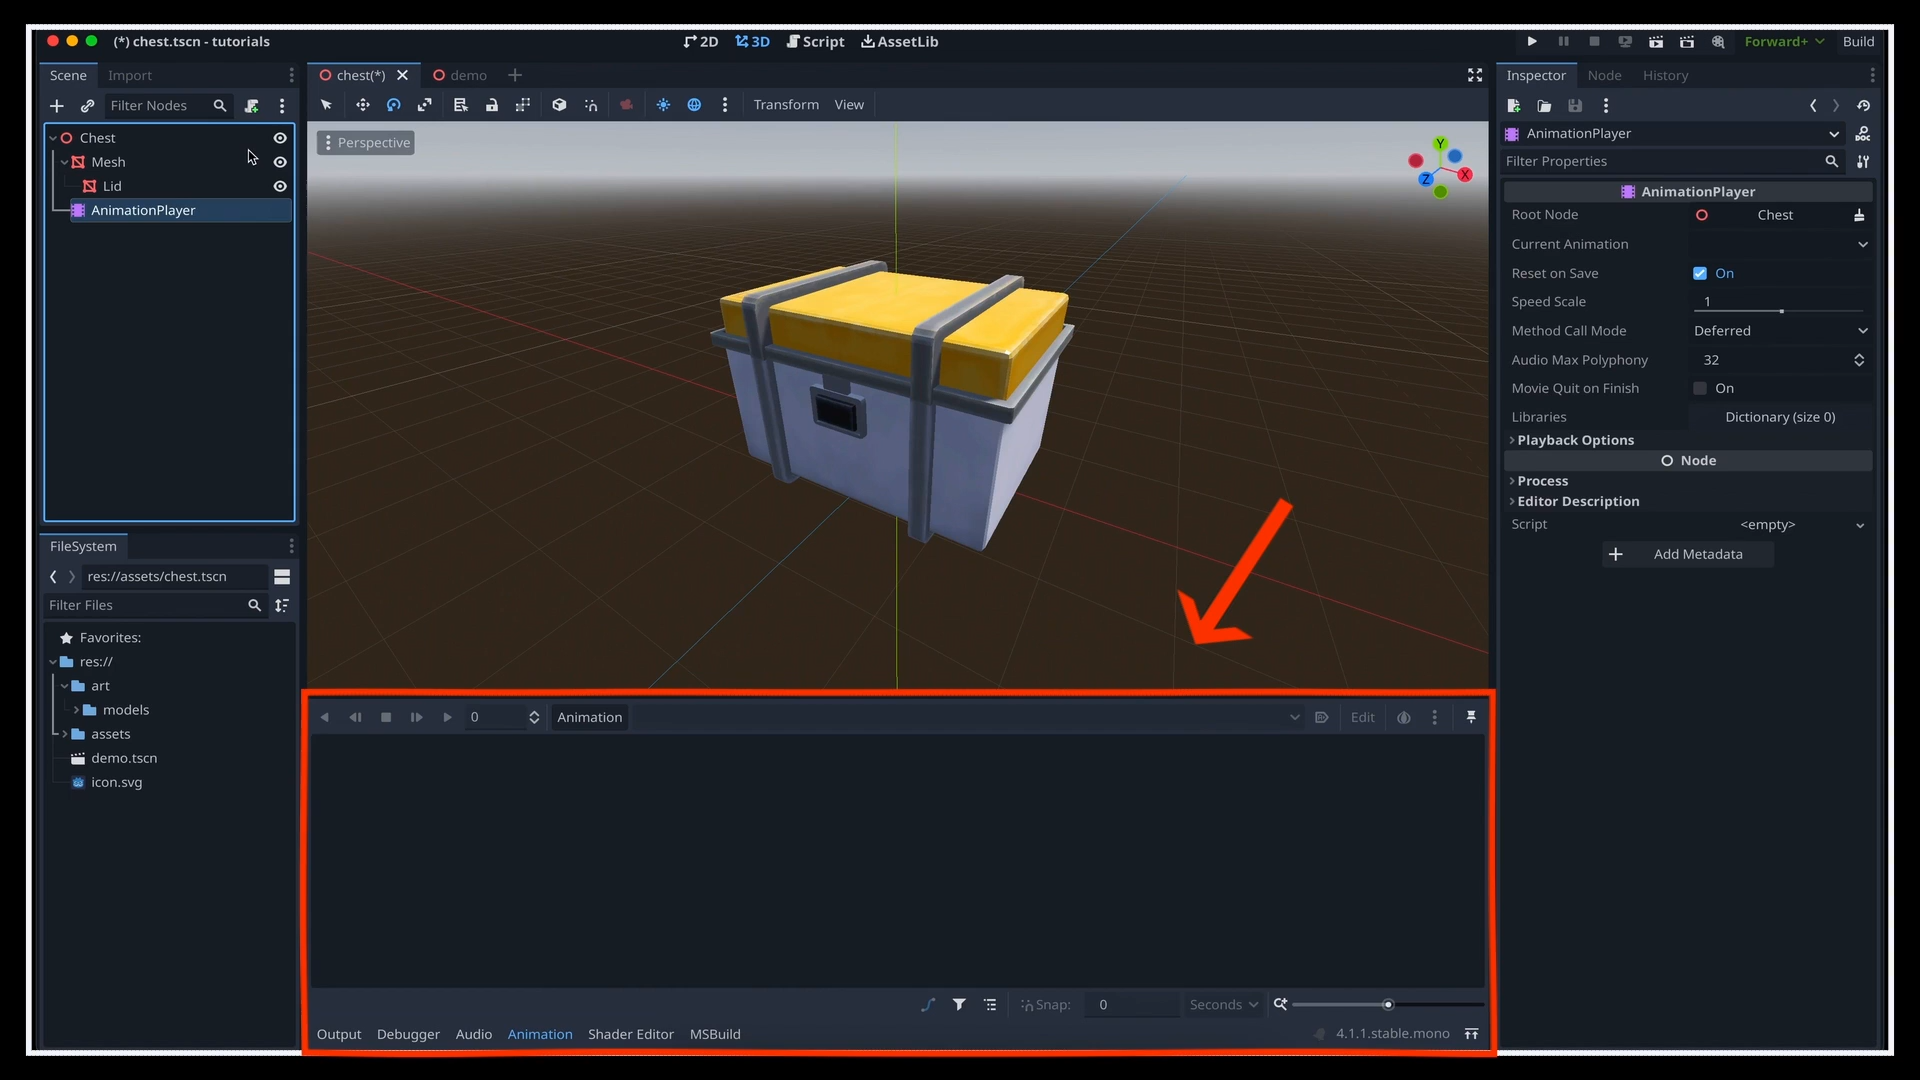 (*) chest.tscn - tutorials
2D 3D Script AssetLib
Forward+ Build
Scene Import
Filter Nodes
Chest
Mesh
Lid
AnimationPlayer
FileSystem
res://assets/chest.tscn
Filter Files
Favorites:
res://
art
models
assets
demo.tscn
icon.svg
chest(*) demo
Transform View
Perspective
Y
X
Z
0 Animation Edit
Snap: 0 Seconds
Output Debugger Audio Animation Shader Editor MSBuild 4.1.1.stable.mono
Inspector Node History
AnimationPlayer
Filter Properties
AnimationPlayer
Root Node Chest
Current Animation
Reset on Save On
Speed Scale 1
Method Call Mode Deferred
Audio Max Polyphony 32
Movie Quit on Finish On
Libraries Dictionary (size 0)
Playback Options
Node
Process
Editor Description
Script <empty>
Add Metadata